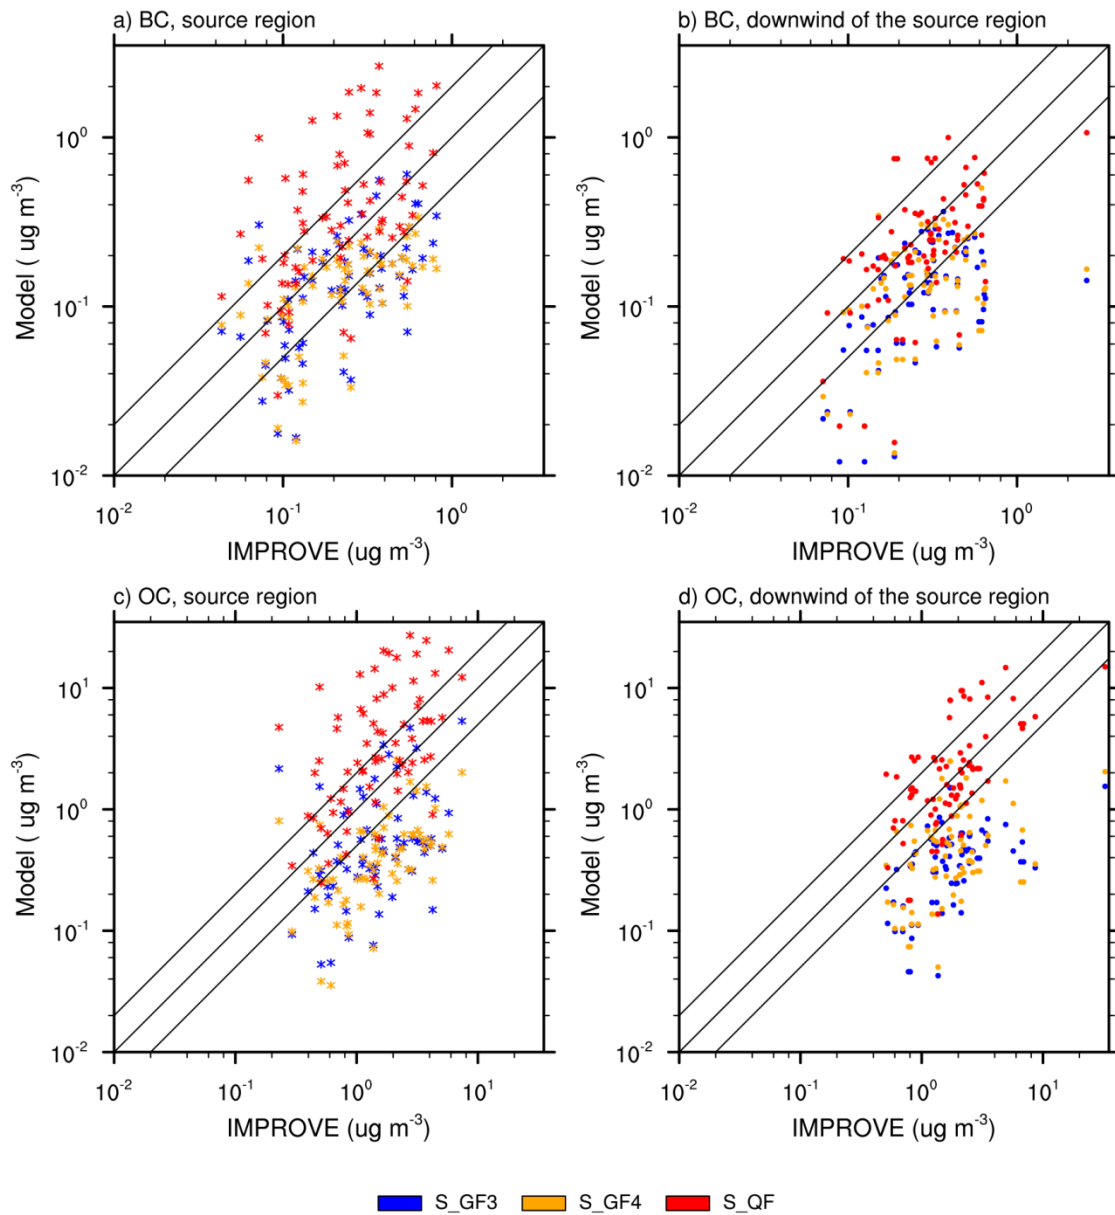 a) BC, source region
b) BC, downwind of the source region
10^0
10^-1
10^-2
Model ( ug m^-3)
10^-2
10^-1
10^0
IMPROVE (ug m^-3)
10^0
10^-1
10^-2
Model ( ug m^-3)
10^-2
10^-1
10^0
IMPROVE (ug m^-3)
c) OC, source region
d) OC, downwind of the source region
10^1
10^0
10^-1
10^-2
Model ( ug m^-3)
10^-2
10^-1
10^0
10^1
IMPROVE (ug m^-3)
10^1
10^0
10^-1
10^-2
Model ( ug m^-3)
10^-2
10^-1
10^0
10^1
IMPROVE (ug m^-3)
S_GF3
S_GF4
S_QF